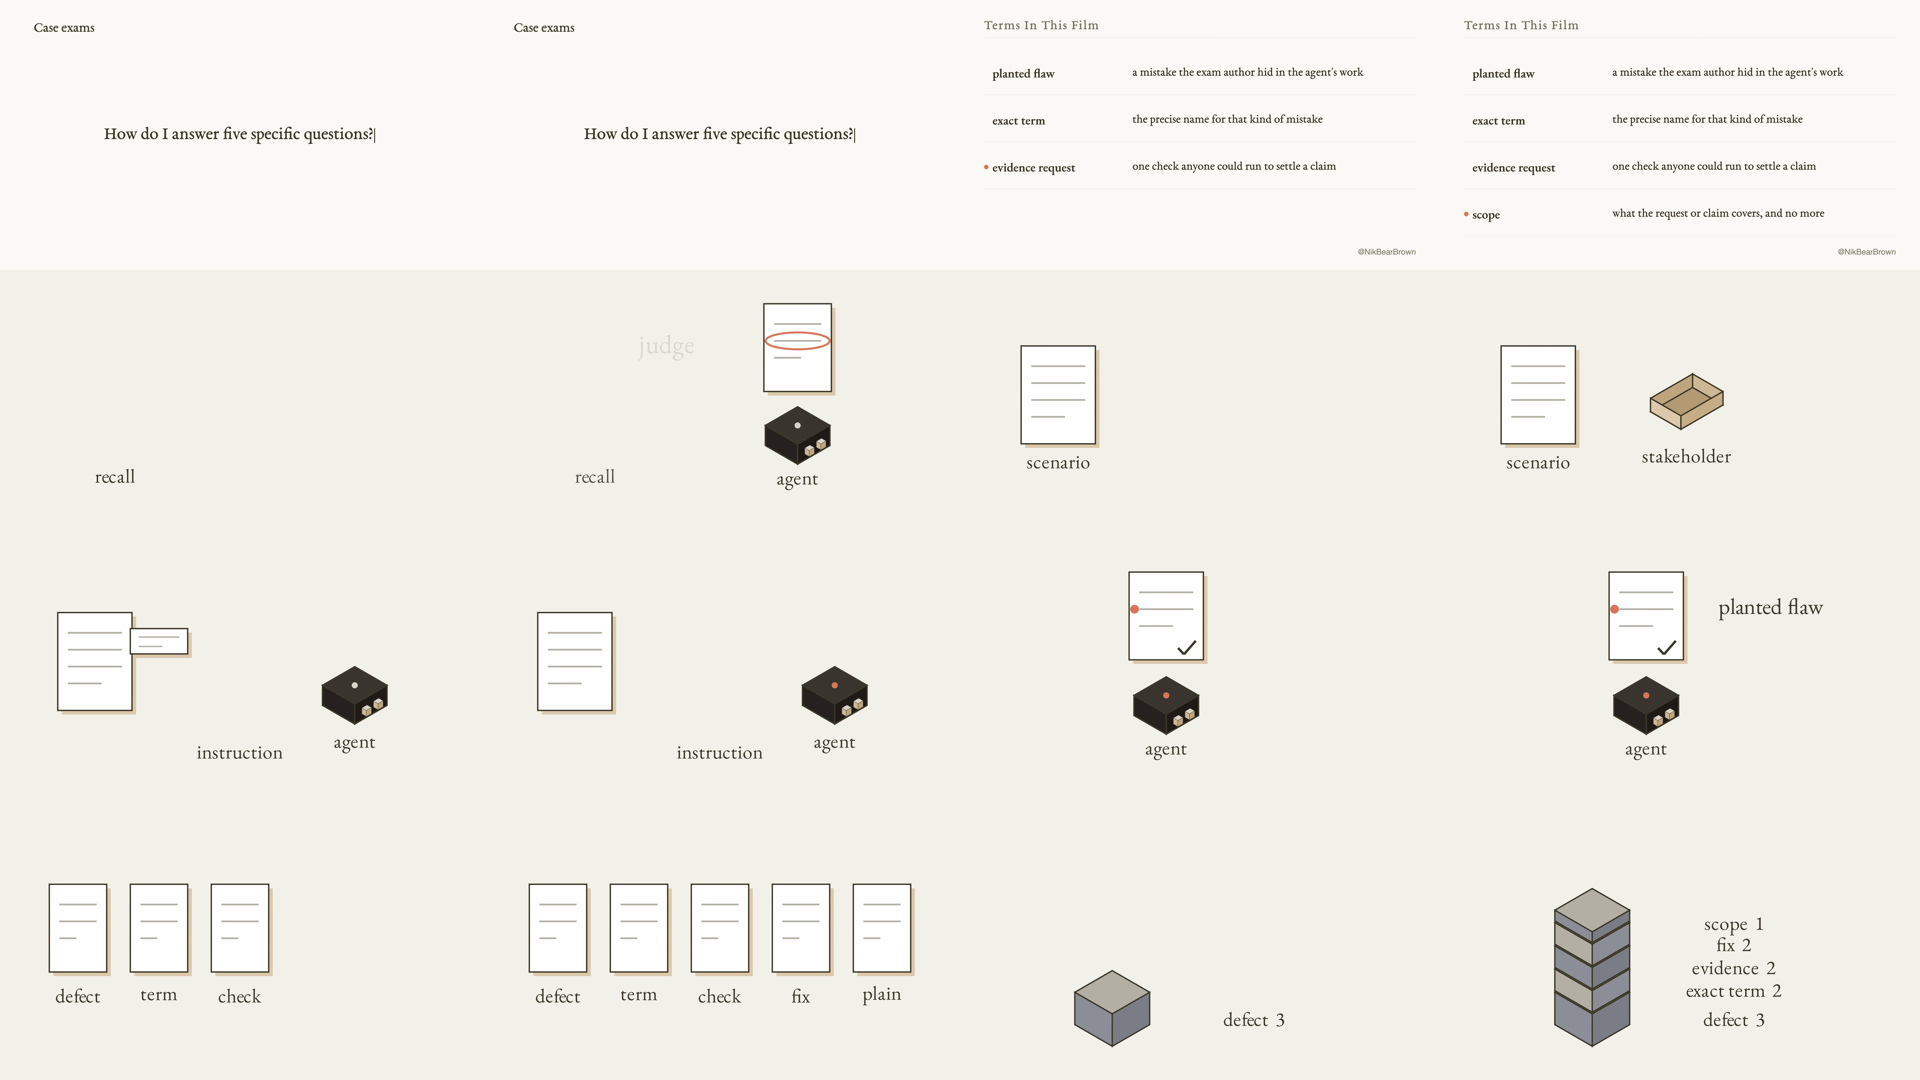 Case exams
How do I answer five specific questions?
Case exams
How do I answer five specific questions?
Terms In This Film
planted flaw a mistake the exam author hid in the agent's work
exact term the precise name for that kind of mistake
evidence request one check anyone could run to settle a claim
@NikBearBrown
Terms In This Film
planted flaw a mistake the exam author hid in the agent's work
exact term the precise name for that kind of mistake
evidence request one check anyone could run to settle a claim
scope what the request or claim covers, and no more
@NikBearBrown
recall
judge
recall
agent
scenario
scenario
stakeholder
instruction
agent
instruction
agent
agent
planted flaw
agent
defect
term
check
defect
term
check
fix
plain
defect 3
scope 1
fix 2
evidence 2
exact term 2
defect 3